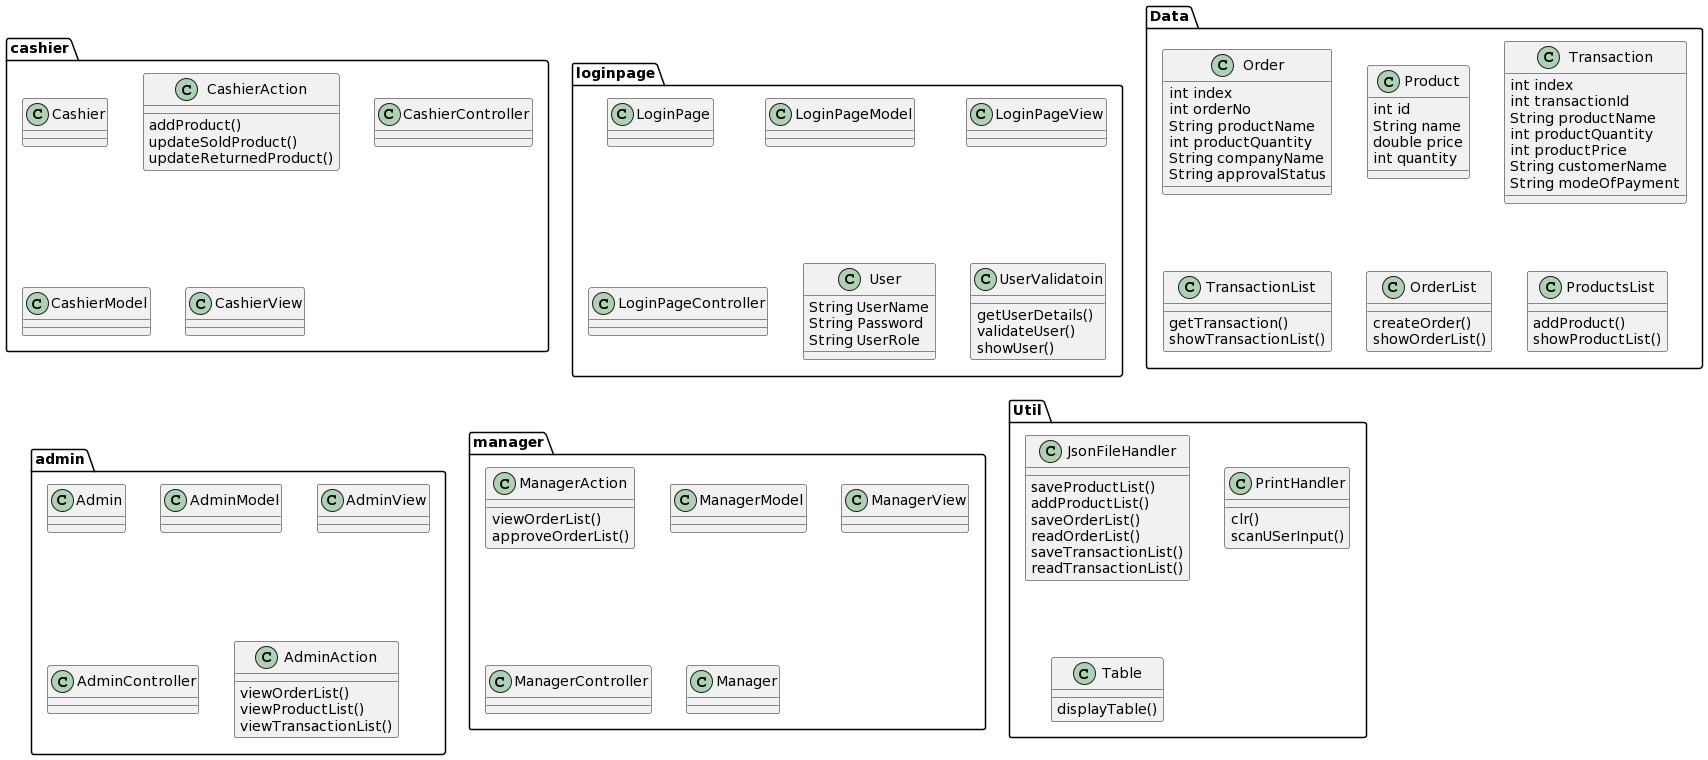 cashier
C Cashier
C CashierAction
addProduct()
updateSoldProduct()
updateReturnedProduct()
C CashierController
C CashierModel
C CashierView
loginpage
C LoginPage
C LoginPageModel
C LoginPageView
C LoginPageController
C User
String UserName
String Password
String UserRole
C UserValidatoin
getUserDetails()
validateUser()
showUser()
Data
C Order
int index
int orderNo
String productName
int productQuantity
String companyName
String approvalStatus
C Product
int id
String name
double price
int quantity
C Transaction
int index
int transactionId
String productName
int productQuantity
int productPrice
String customerName
String modeOfPayment
C TransactionList
getTransaction()
showTransactionList()
C OrderList
createOrder()
showOrderList()
C ProductsList
addProduct()
showProductList()
admin
C Admin
C AdminModel
C AdminView
C AdminController
C AdminAction
viewOrderList()
viewProductList()
viewTransactionList()
manager
C ManagerAction
viewOrderList()
approveOrderList()
C ManagerModel
C ManagerView
C ManagerController
C Manager
Util
C JsonFileHandler
saveProductList()
addProductList()
saveOrderList()
readOrderList()
saveTransactionList()
readTransactionList()
C PrintHandler
clr()
scanUSerInput()
C Table
displayTable()